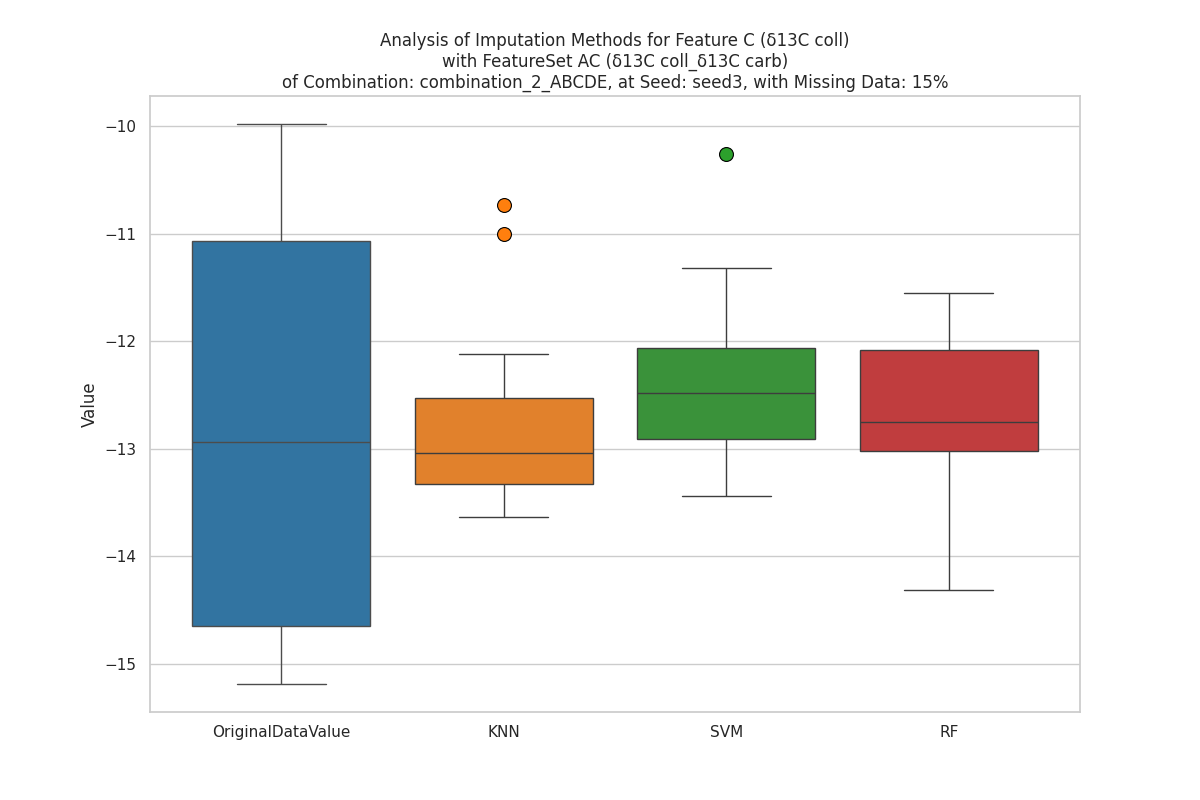 Analysis of Imputation Methods for Feature C (δ13C coll)
with FeatureSet AC (δ13C coll_δ13C carb)
of Combination: combination_2_ABCDE, at Seed: seed3, with Missing Data: 15%
−10
−11
−12
−13
−14
−15
Value
OriginalDataValue
KNN
SVM
RF